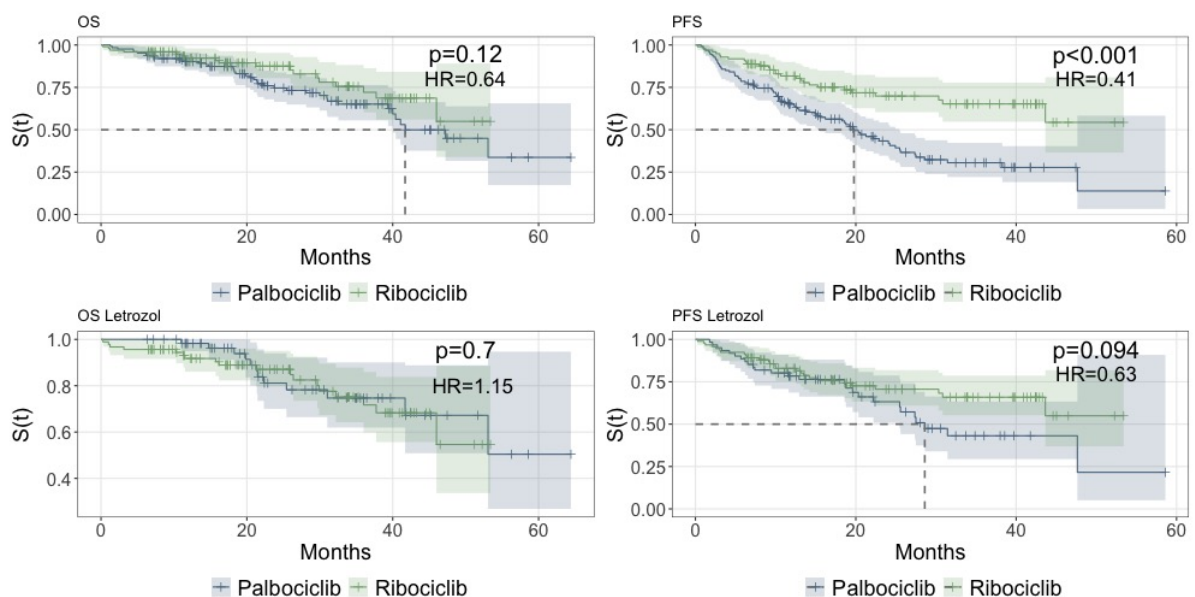 OS
1.00
0.75
0.50
0.25
0.00
S(t)
p=0.12
HR=0.64
0 20 40 60
Months
Palbociclib Ribociclib
PFS
1.00
0.75
0.50
0.25
0.00
S(t)
p<0.001
HR=0.41
0 20 40 60
Months
Palbociclib Ribociclib
OS Letrozol
1.0
0.8
0.6
0.4
S(t)
p=0.7
HR=1.15
0 20 40 60
Months
Palbociclib Ribociclib
PFS Letrozol
1.00
0.75
0.50
0.25
0.00
S(t)
p=0.094
HR=0.63
0 20 40 60
Months
Palbociclib Ribociclib